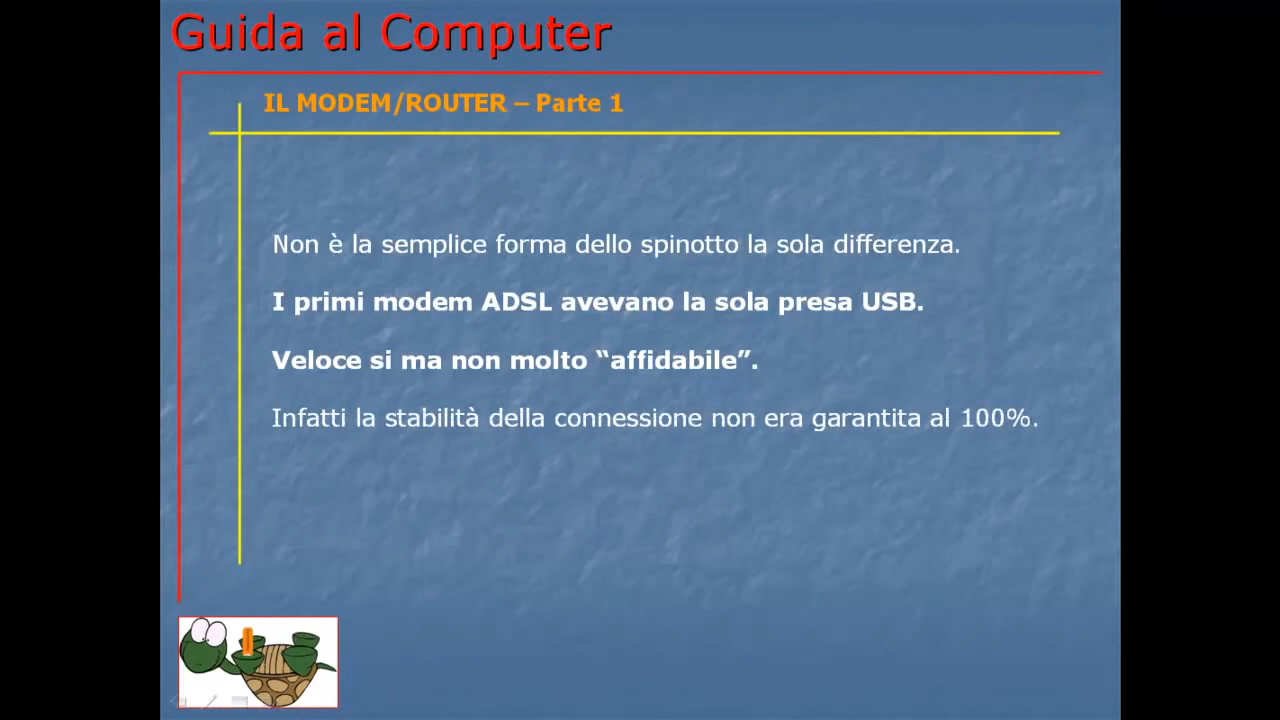 Guida al Computer
IL MODEM/ROUTER – Parte 1
Non è la semplice forma dello spinotto la sola differenza.
I primi modem ADSL avevano la sola presa USB.
Veloce si ma non molto “affidabile”.
Infatti la stabilità della connessione non era garantita al 100%.